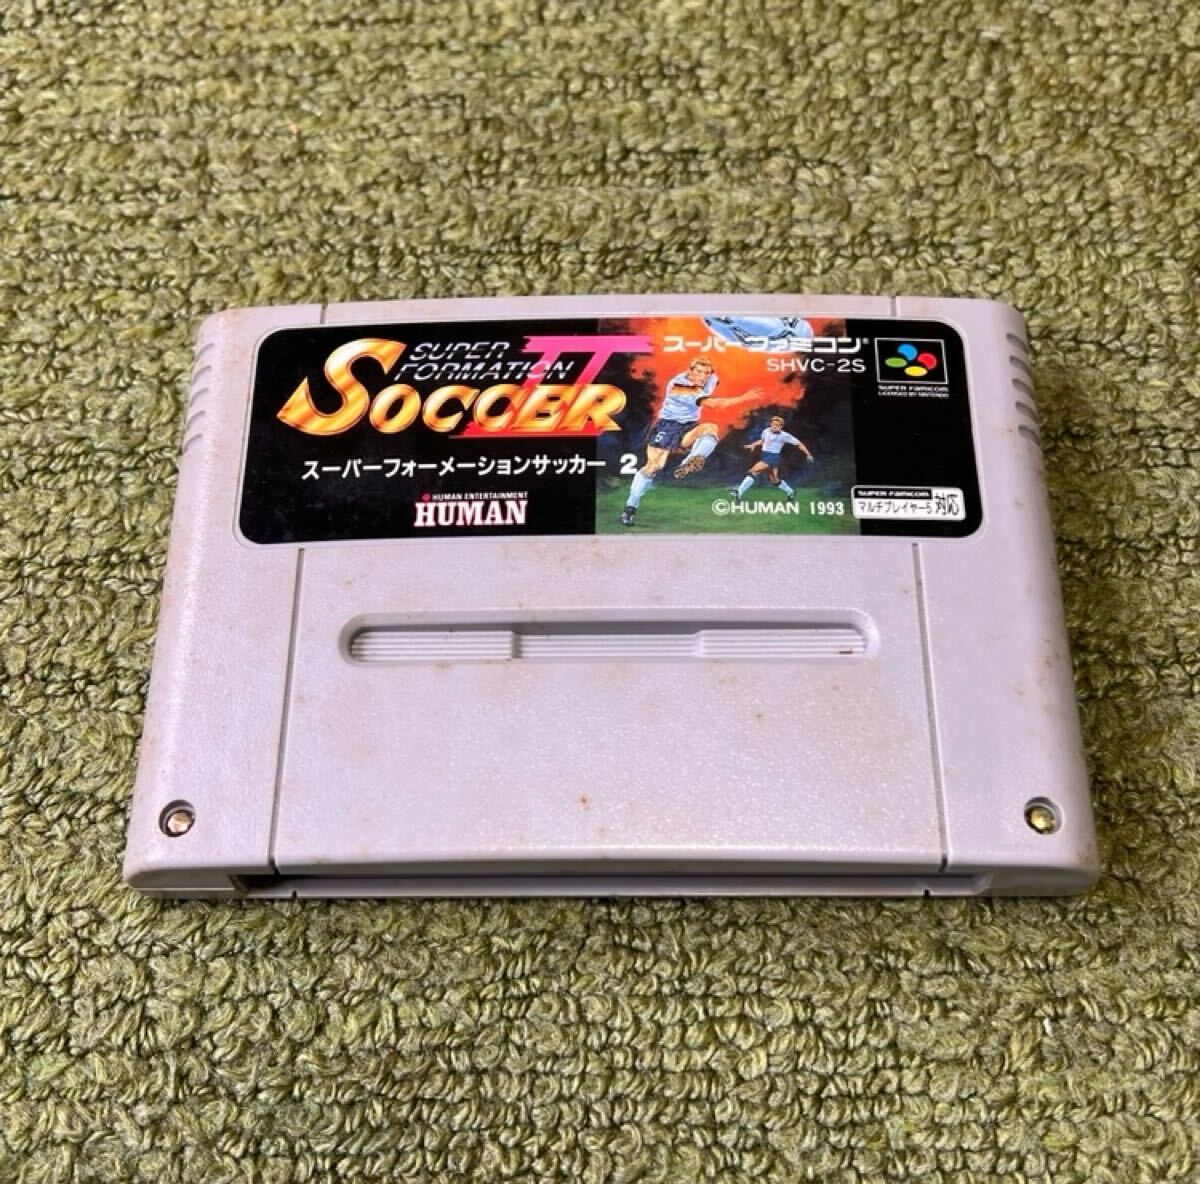 SUPER
FORMATION
SOCCER II
スーパーフォーメーションサッカー 2
HUMAN ENTERTAINMENT
HUMAN
スーパーファミコン®
SHVC-2S
SUPER FAMICOM
LICENSED BY NINTENDO
5
©HUMAN 1993
SUPER FAMICOM
マルチプレイヤー5 対応